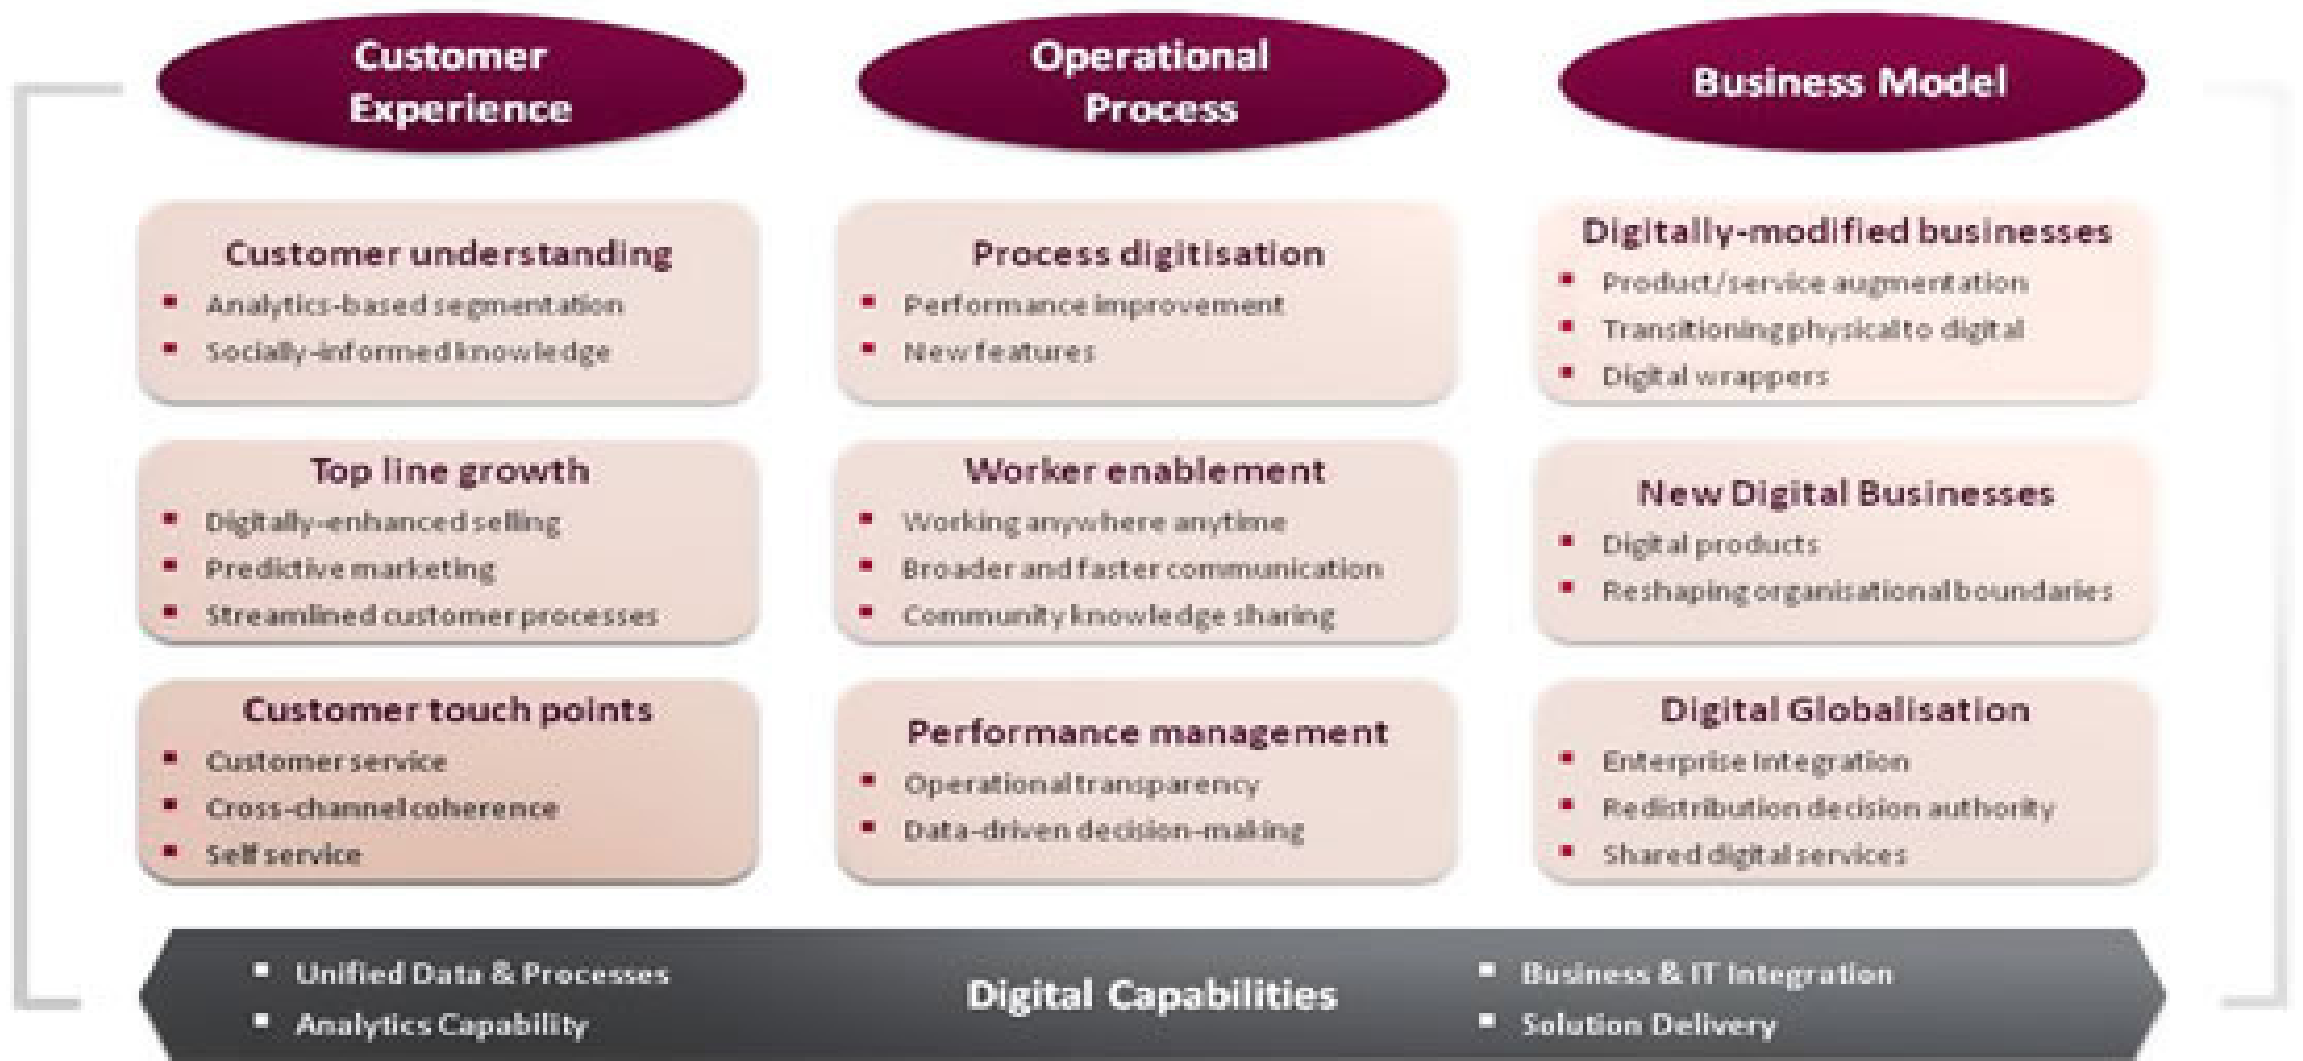 Customer
Experience
Operational
Process
Business Model
Customer understanding
Analytics-based segmentation
Socially-informed knowledge
Top line growth
Digitally-enhanced selling
Predictive marketing
Streamlined customer processes
Customer touch points
Customer service
Cross-channel coherence
Self service
Process digitisation
Performance improvement
New features
Worker enablement
Working anywhere anytime
Broader and faster communication
Community knowledge sharing
Performance management
Operational transparency
Data-driven decision-making
Digitally-modified businesses
Product/service augmentation
Transitioning physical to digital
Digital wrappers
New Digital Businesses
Digital products
Reshaping organisational boundaries
Digital Globalisation
Enterprise Integration
Redistribution decision authority
Shared digital services
Unified Data & Processes
Analytics Capability
Digital Capabilities
Business & IT Integration
Solution Delivery